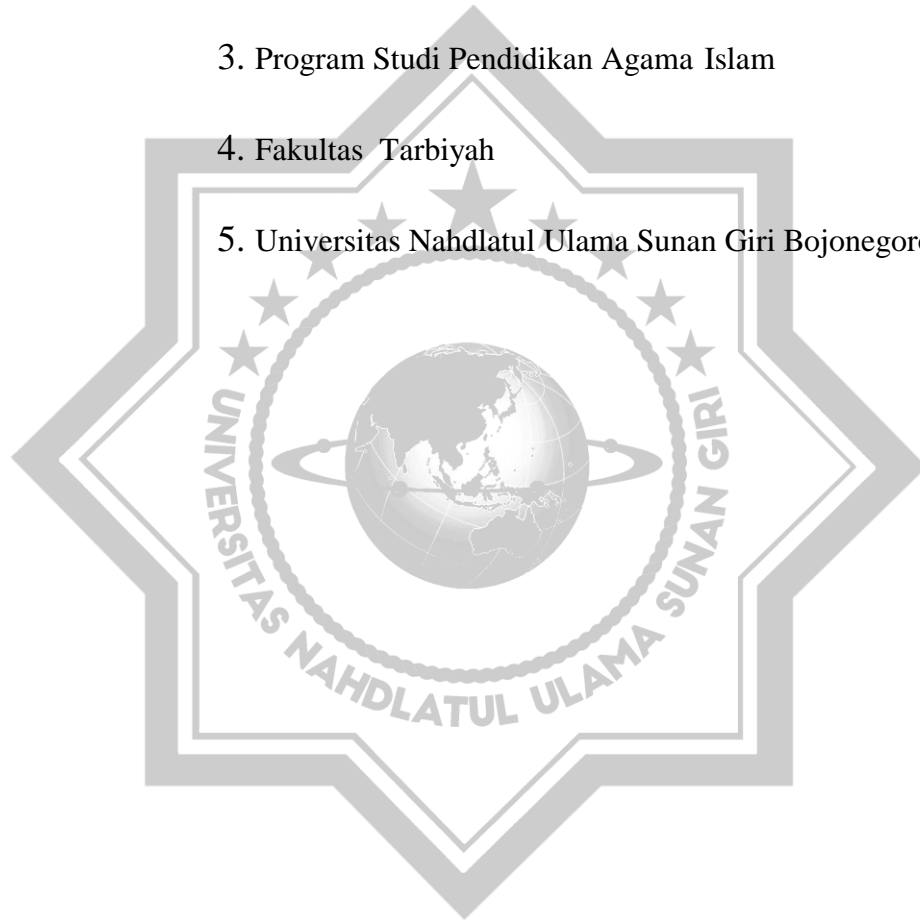 3. Program Studi Pendidikan Agama Islam
4. Fakultas Tarbiyah
5. Universitas Nahdlatul Ulama Sunan Giri Bojonegoro
UNIVERSITAS NAHDLATUL ULAMA SUNAN GIRI